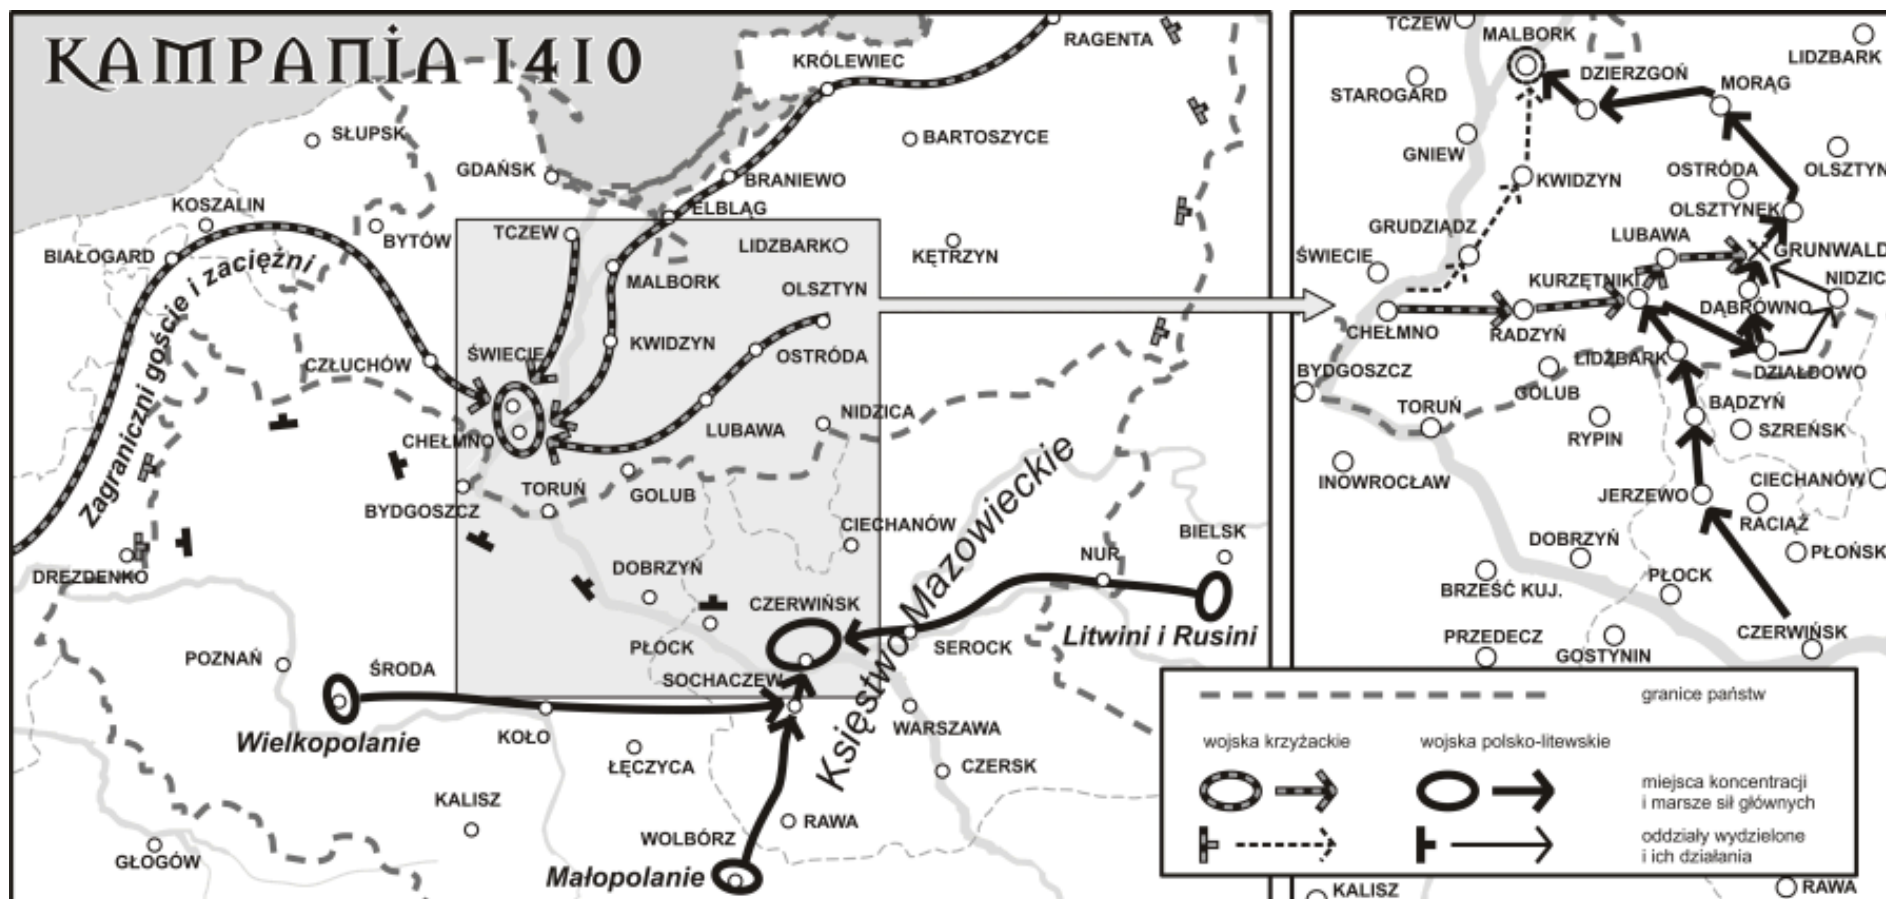 KAMPANIA 1410
RAGENTA
KRÓLEWIEC
SŁUPSK
BARTOSZYCE
GDAŃSK
BRANIEWO
KOSZALIN
ELBLĄG
BYTÓW
TCZEW
LIDZBARK
KĘTRZYN
BIAŁOGARD
MALBORK
OLSZTYN
Zagraniczni goście i zaciężni
KWIDZYN
OSTRÓDA
ŚWIECIE
CZŁUCHÓW
NIDZICA
LUBAWA
CHEŁMNO
TORUŃ
GOLUB
BYDGOSZCZ
CIECHANÓW
Księstwo Mazowieckie
BIELSK
NUR
DREZDENKO
DOBRZYŃ
CZERWIŃSK
Litwini i Rusini
PŁOCK
SEROCK
POZNAŃ
ŚRODA
SOCHACZEW
WARSZAWA
Wielkopolanie
KOŁO
ŁĘCZYCA
CZERSK
KALISZ
RAWA
WOLBÓRZ
GŁOGÓW
Małopolanie
TCZEW
MALBORK
LIDZBARK
DZIERZGOŃ
MORĄG
STAROGARD
GNIEW
OSTRÓDA
OLSZTYN
KWIDZYN
OLSZTYNEK
GRUDZIĄDZ
LUBAWA
GRUNWALD
ŚWIECIE
KURZĘTNIKI
NIDZIC
DĄBRÓWNO
CHEŁMNO
RADZYŃ
LIDZBARK
DZIAŁDOWO
BYDGOSZCZ
GOLUB
TORUŃ
BĄDZYŃ
RYPIN
SZREŃSK
INOWROCŁAW
CIECHANÓW
JERZEWO
RACIĄŻ
DOBRZYŃ
PŁOŃSK
BRZEŚĆ KUJ.
PŁOCK
PRZEDECZ
GOSTYNIN
CZERWIŃSK
granice państw
wojska krzyżackie
wojska polsko-litewskie
miejsca koncentracji
i marsze sił głównych
oddziały wydzielone
i ich działania
KALISZ
RAWA